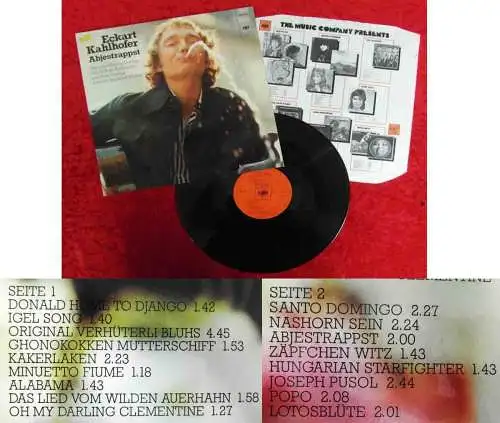 Eckart
Kahlhofer
Abjestrappst
THE MUSIC COMPANY PRESENTS
CBS
SEITE 1
DONALD HOME TO DJANGO 1.42
IGEL SONG 1.40
ORIGINAL VERHÜTERLI BLUHS 4.45
GHONOKOKKEN MUTTERSCHIFF 1.53
KAKERLAKEN 2.23
MINUETTO FIUME 1.18
ALABAMA 1.43
DAS LIED VOM WILDEN AUERHAHN 1.58
OH MY DARLING CLEMENTINE 1.27
CLEMENTINE
SEITE 2
SANTO DOMINGO 2.27
NASHORN SEIN 2.24
ABJESTRAPPST 2.00
ZÄPFCHEN WITZ 1.43
HUNGARIAN STARFIGHTER 1.43
JOSEPH PUSOL 2.44
POPO 2.08
LOTOSBLÜTE 2.01